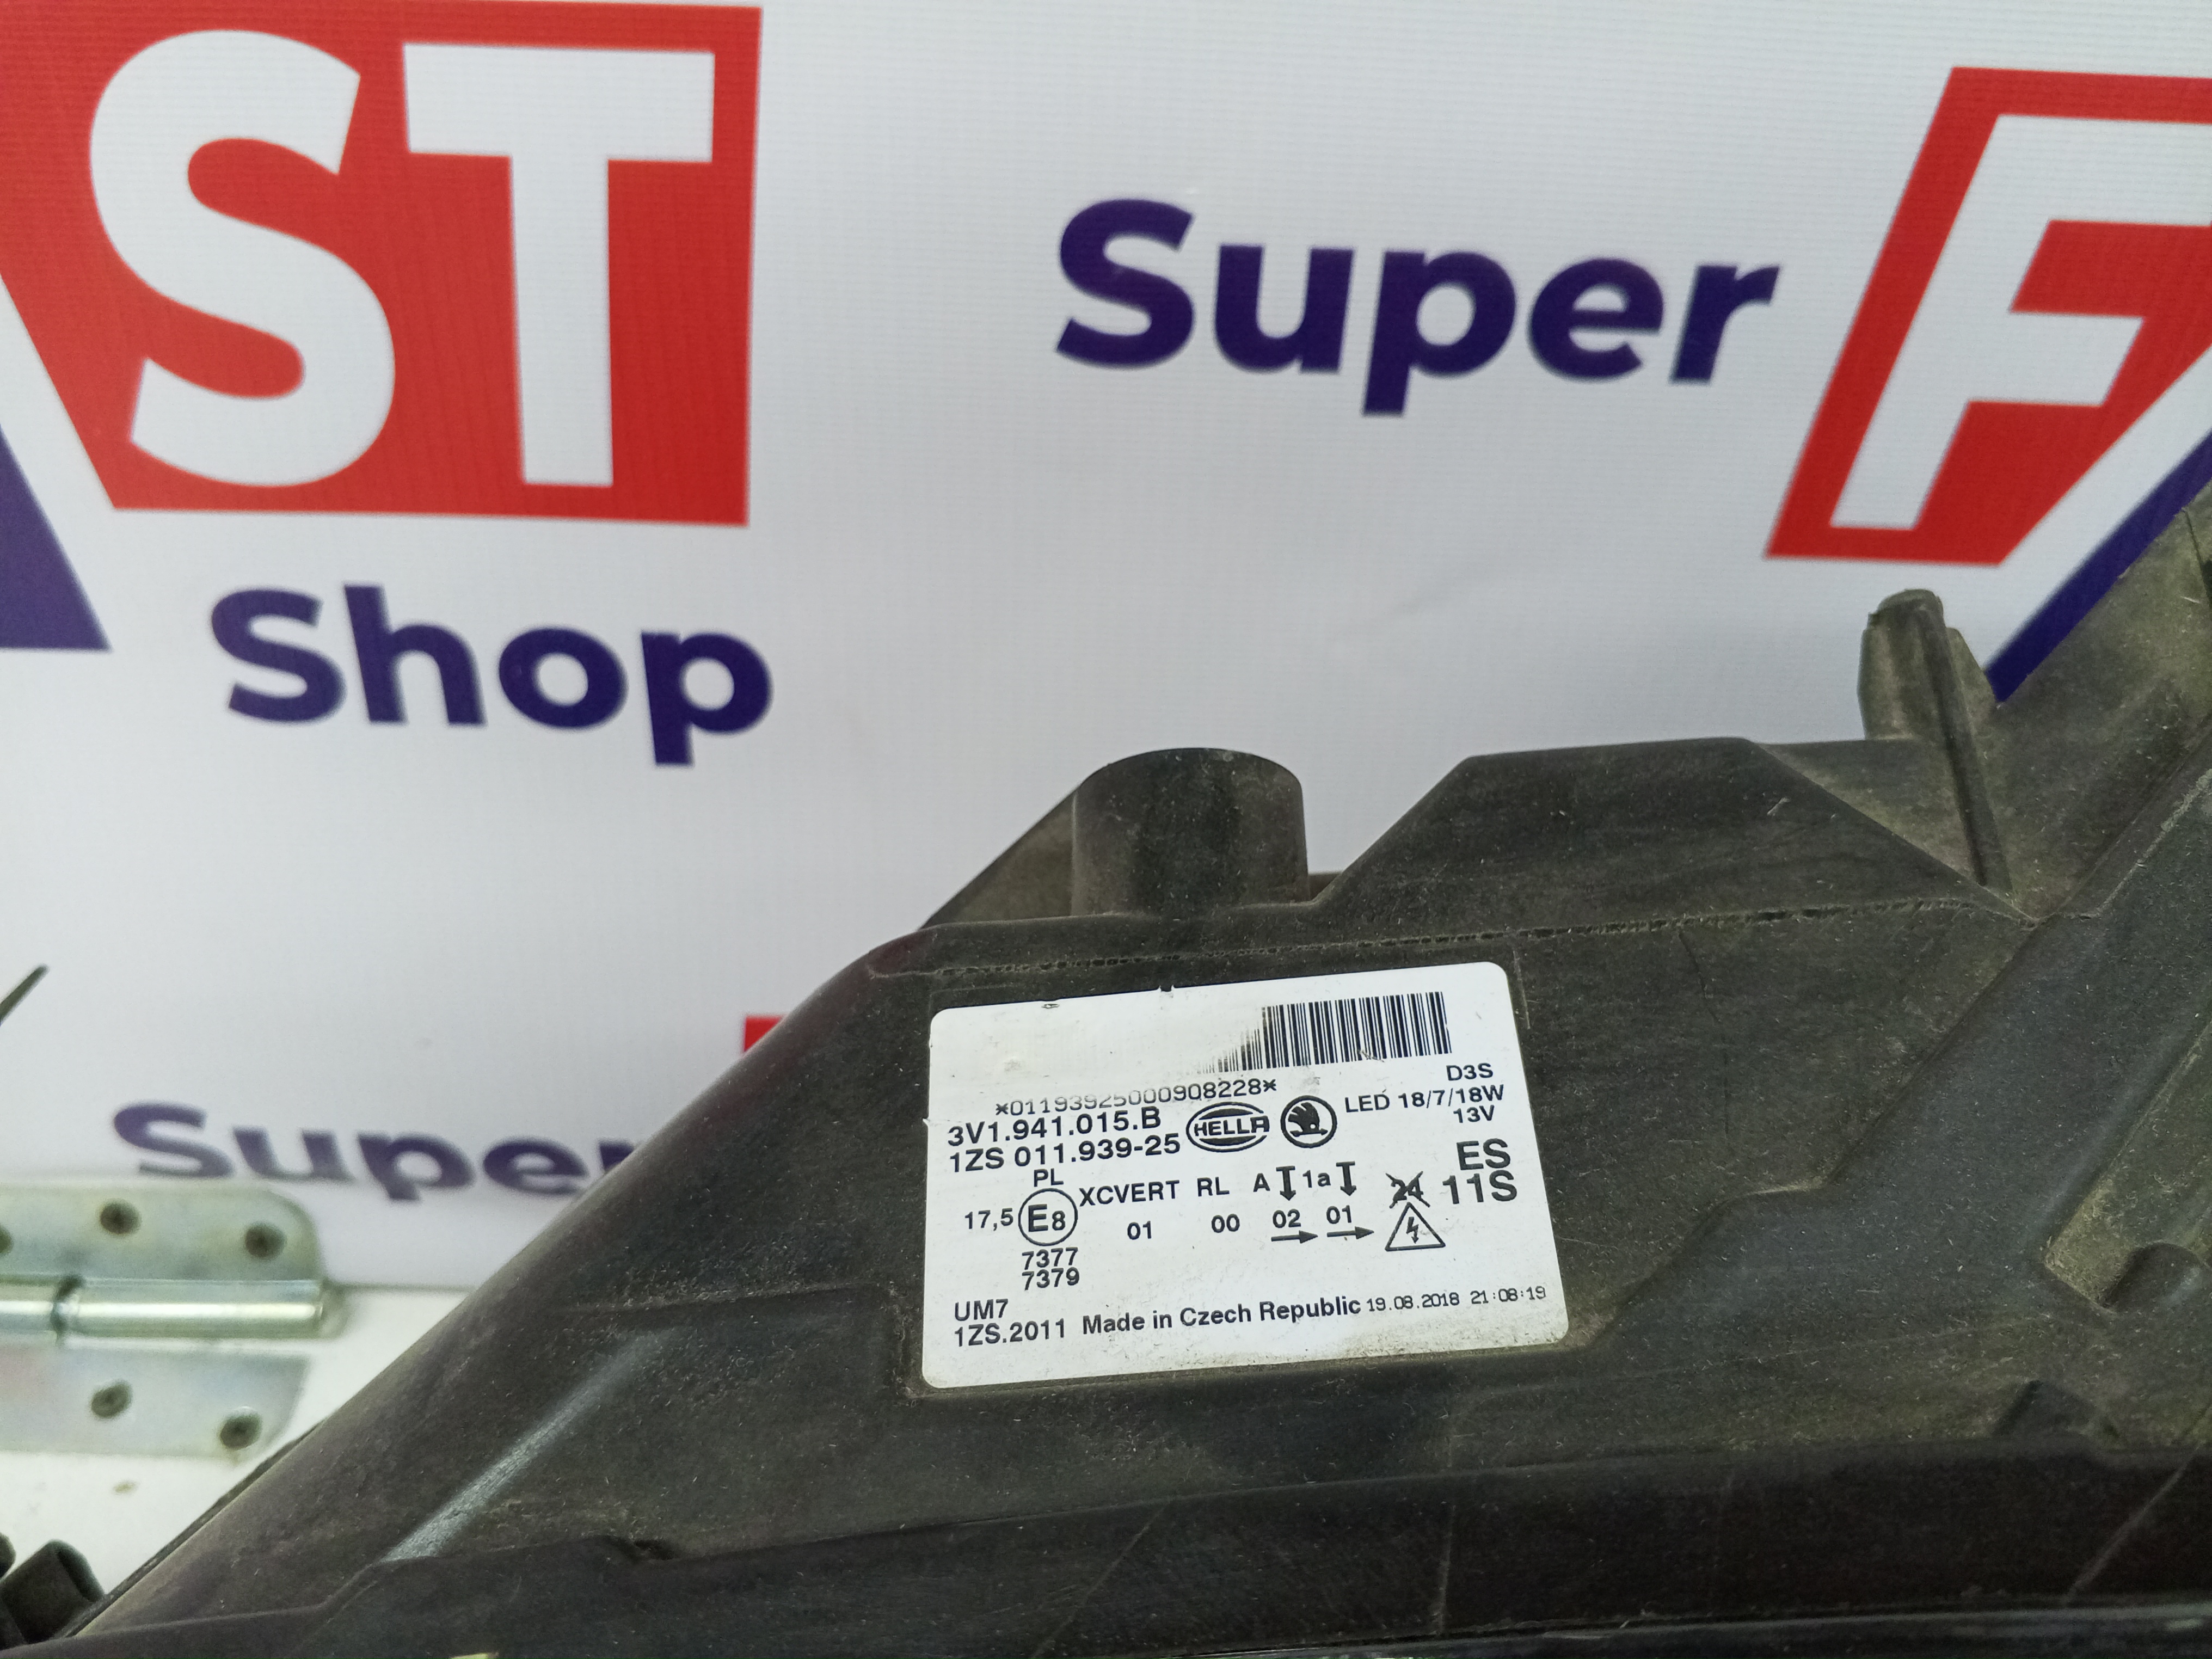 ST
Shop
Super F
Super
*01193925000908228*
D3S
3V1.941.015.B
HELLA
LED 18/7/18W
1ZS 011.939-25
13V
PL
XCVERT RL A 1a
24
ES
11S
17,5 E8
01 00 02 01
7377
7379
UM7
1ZS.2011 Made in Czech Republic 19.08.2018 21:08:19